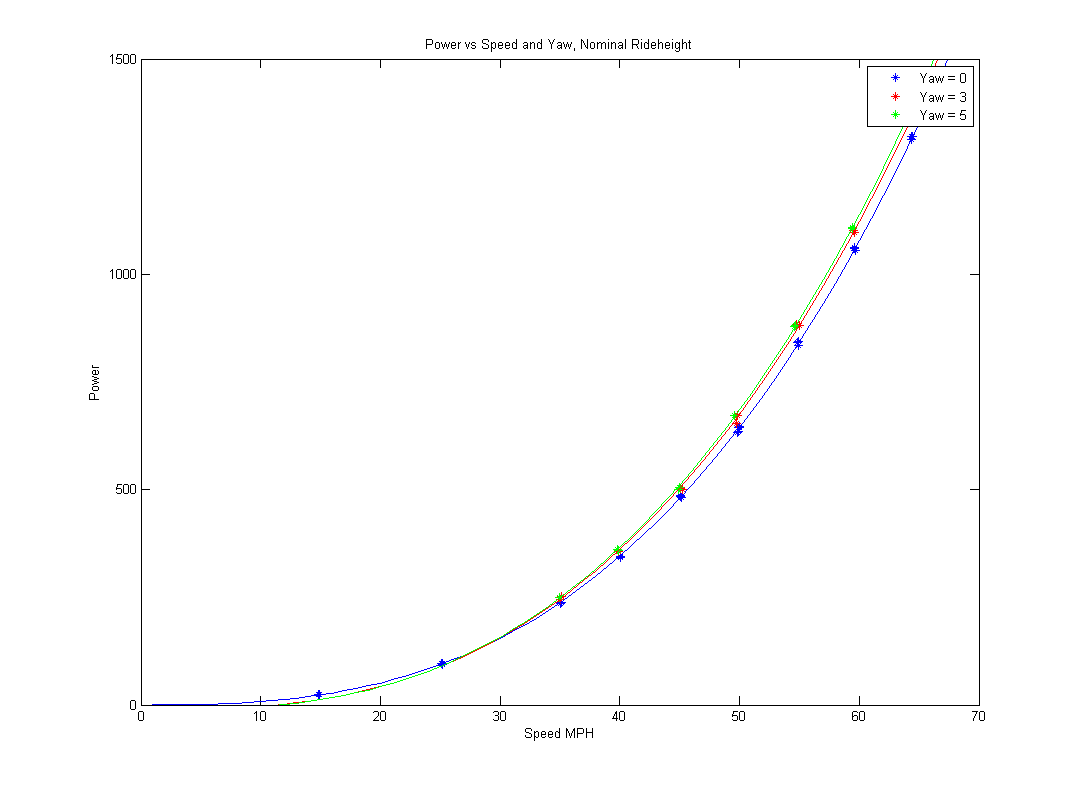 Power vs Speed and Yaw, Nominal Rideheight
1500
Yaw = 0
Yaw = 3
Yaw = 5
1000
Power
500
0
0 10 20 30 40 50 60 70
Speed MPH